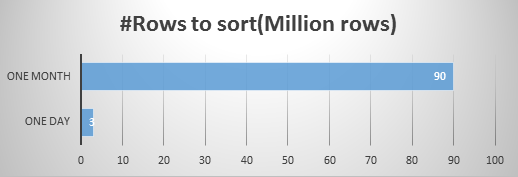 #Rows to sort(Million rows)
ONE MONTH 90
ONE DAY 3
0 10 20 30 40 50 60 70 80 90 100